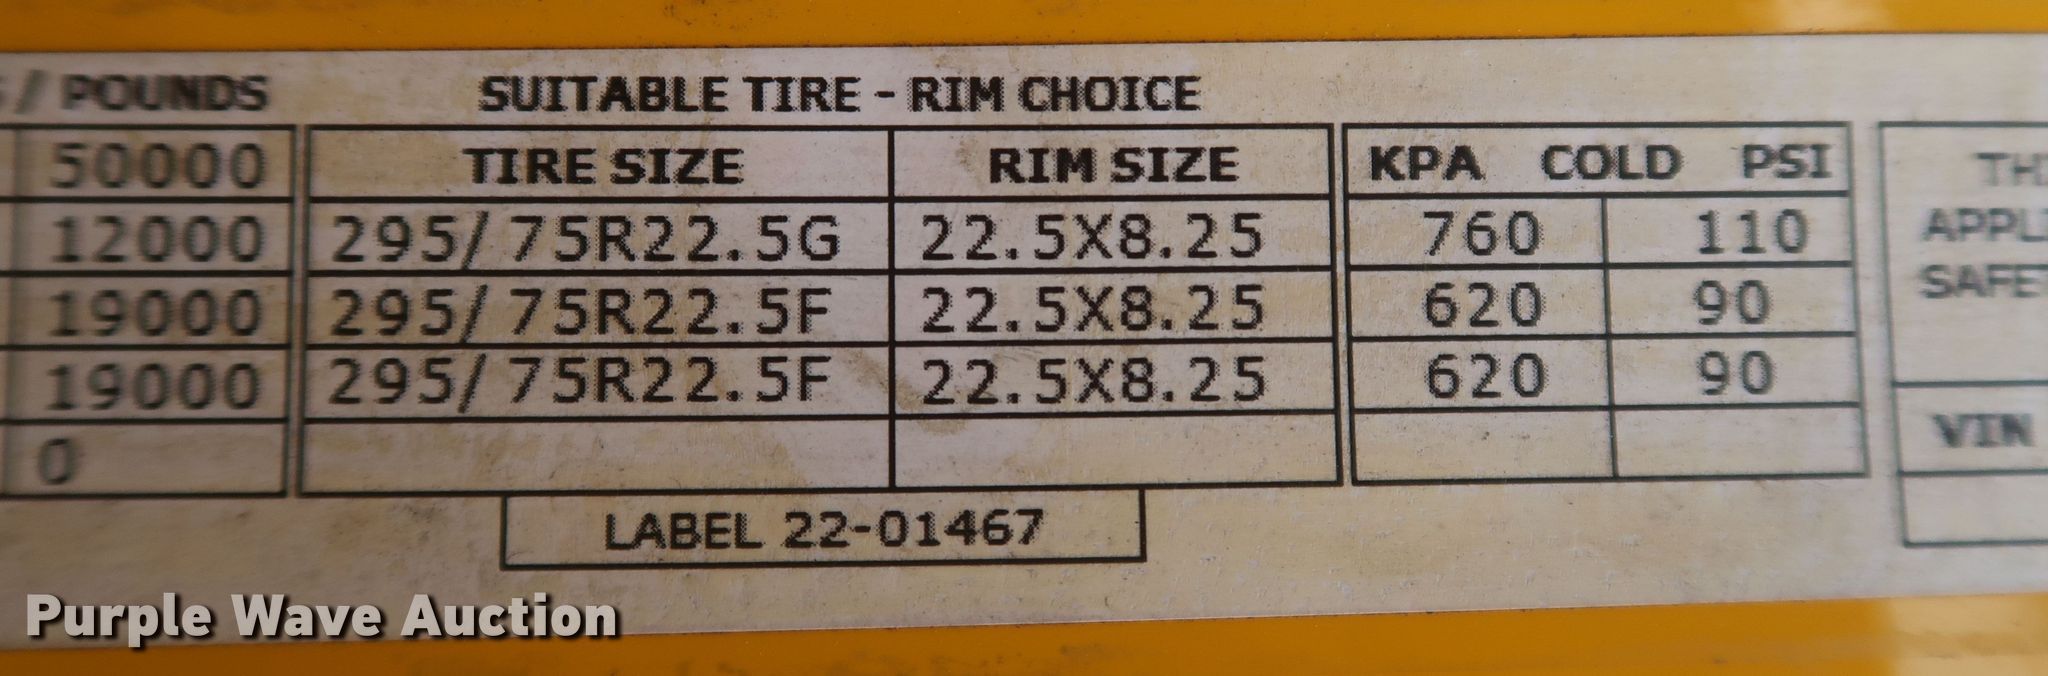 / POUNDS SUITABLE TIRE - RIM CHOICE
50000 TIRE SIZE RIM SIZE KPA COLD PSI
12000 295/75R22.5G 22.5X8.25 760 110
19000 295/75R22.5F 22.5X8.25 620 90
19000 295/75R22.5F 22.5X8.25 620 90
0
LABEL 22-01467
VIN
Purple Wave Auction